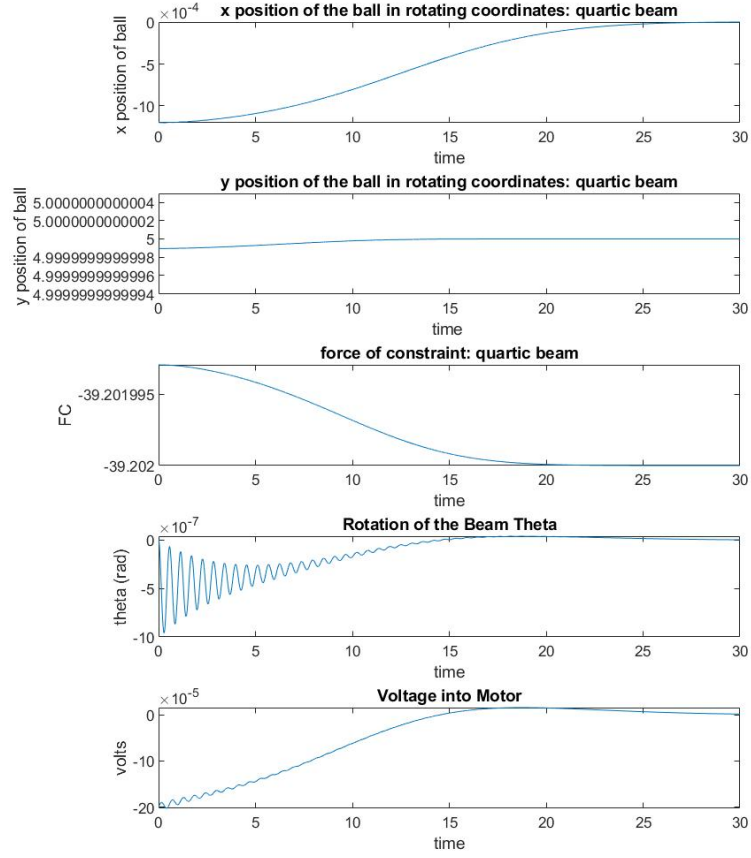 x position of the ball in rotating coordinates: quartic beam
×10⁻⁴
0
-5
-10
x position of ball
0 5 10 15 20 25 30
time
y position of the ball in rotating coordinates: quartic beam
5.0000000000004
5.0000000000002
5
4.9999999999998
4.9999999999996
4.9999999999994
y position of ball
0 5 10 15 20 25 30
time
force of constraint: quartic beam
-39.201995
-39.202
FC
0 5 10 15 20 25 30
time
Rotation of the Beam Theta
×10⁻⁷
0
-5
-10
theta (rad)
0 5 10 15 20 25 30
time
Voltage into Motor
×10⁻⁵
0
-10
-20
volts
0 5 10 15 20 25 30
time